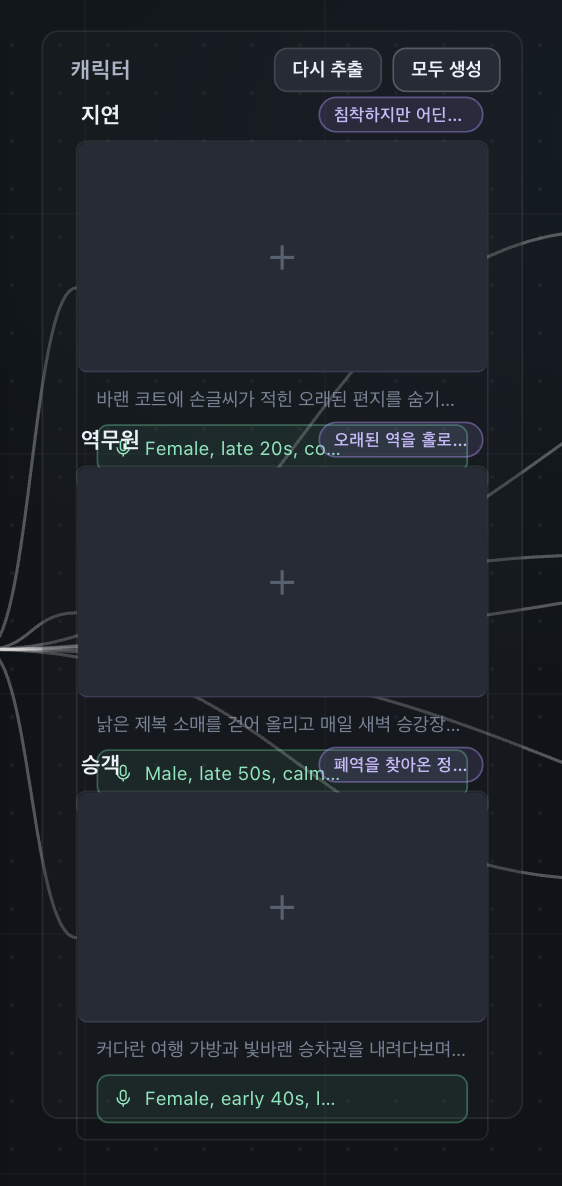 캐릭터 다시 추출 모두 생성
지연 침착하지만 어딘...
바랜 코트에 손글씨가 적힌 오래된 편지를 숨기...
Female, late 20s, co...
역무원 오래된 역을 홀로...
낡은 제복 소매를 걷어 올리고 매일 새벽 승강장...
Male, late 50s, calm...
승객 폐역을 찾아온 정...
커다란 여행 가방과 빛바랜 승차권을 내려다보며...
Female, early 40s, l...